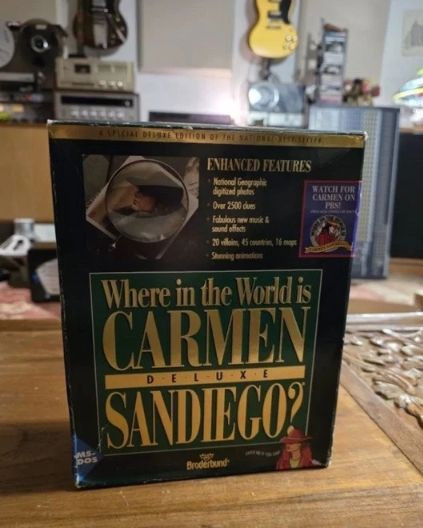 A SPECIAL DELUXE EDITION OF THE NATIONAL BEST SELLER
ENHANCED FEATURES
• National Geographic
digitized photos
• Over 2500 clues
• Fabulous new music &
sound effects
• 20 villains, 45 countries, 16 maps
• Stunning animations
WATCH FOR
CARMEN ON
PBS!
Where in the World is
CARMEN
D·E·L·U·X·E
SANDIEGO?
MS-
DOS
Brøderbund